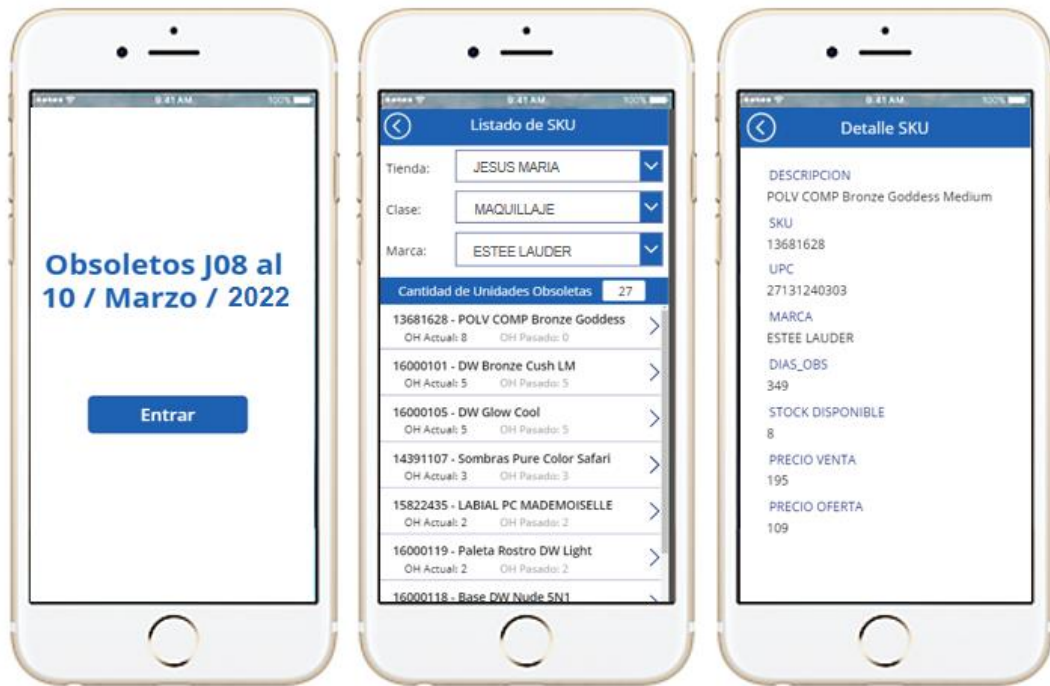 9:41 AM
100%
Obsoletos J08 al
10 / Marzo / 2022
Entrar
9:41 AM
100%
Listado de SKU
Tienda: JESUS MARIA
Clase: MAQUILLAJE
Marca: ESTEE LAUDER
Cantidad de Unidades Obsoletas 27
13681628 - POLV COMP Bronze Goddess
OH Actual: 8 OH Pasado: 0
16000101 - DW Bronze Cush LM
OH Actual: 5 OH Pasado: 5
16000105 - DW Glow Cool
OH Actual: 5 OH Pasado: 5
14391107 - Sombras Pure Color Safari
OH Actual: 3 OH Pasado: 3
15822435 - LABIAL PC MADEMOISELLE
OH Actual: 2 OH Pasado: 2
16000119 - Paleta Rostro DW Light
OH Actual: 2 OH Pasado: 2
16000118 - Base DW Nude 5N1
9:41 AM
100%
Detalle SKU
DESCRIPCION
POLV COMP Bronze Goddess Medium
SKU
13681628
UPC
27131240303
MARCA
ESTEE LAUDER
DIAS_OBS
349
STOCK DISPONIBLE
8
PRECIO VENTA
195
PRECIO OFERTA
109